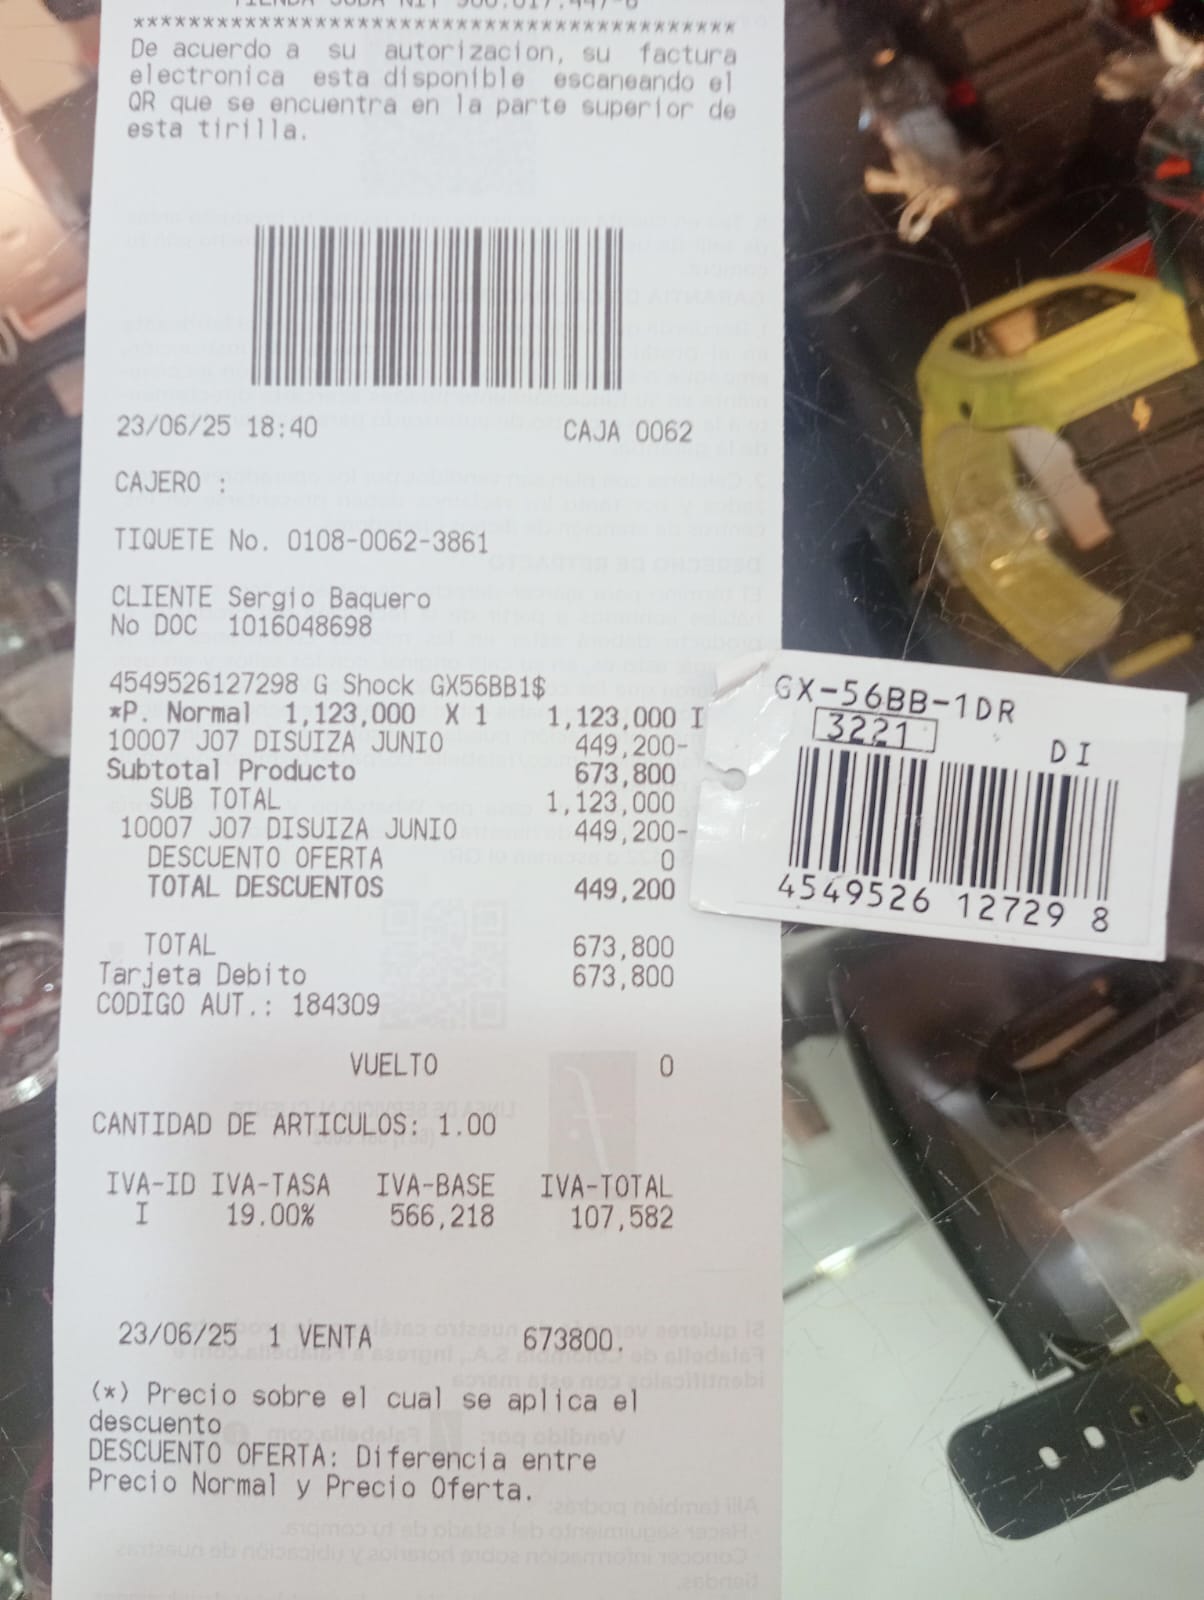 TIENDA SUBA NIT 900.017.447-8
****************************************
De acuerdo a su autorizacion, su factura
electronica esta disponible escaneando el
QR que se encuentra en la parte superior de
esta tirilla.
23/06/25 18:40 CAJA 0062
CAJERO :
TIQUETE No. 0108-0062-3861
CLIENTE Sergio Baquero
No DOC 1016048698
4549526127298 G Shock GX56BB1$
*P. Normal 1,123,000 X 1 1,123,000 I
10007 J07 DISUIZA JUNIO 449,200-
Subtotal Producto 673,800
SUB TOTAL 1,123,000
10007 J07 DISUIZA JUNIO 449,200-
DESCUENTO OFERTA 0
TOTAL DESCUENTOS 449,200
TOTAL 673,800
Tarjeta Debito 673,800
CODIGO AUT.: 184309
VUELTO 0
CANTIDAD DE ARTICULOS: 1.00
IVA-ID IVA-TASA IVA-BASE IVA-TOTAL
I 19.00% 566,218 107,582
23/06/25 1 VENTA 673800.
(*) Precio sobre el cual se aplica el
descuento
DESCUENTO OFERTA: Diferencia entre
Precio Normal y Precio Oferta.
GX-56BB-1DR
3221 DI
4549526 12729 8